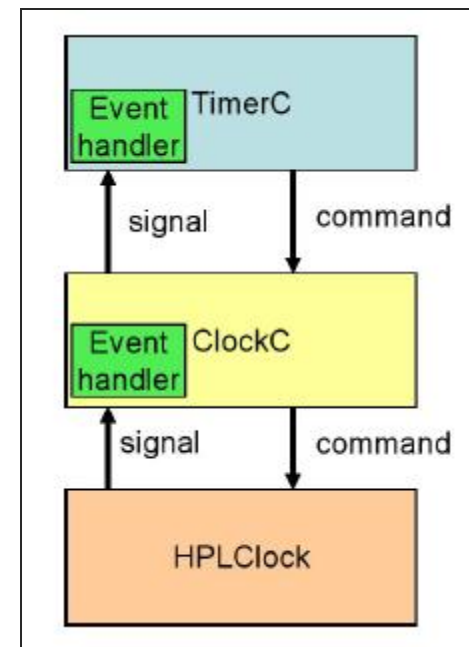 Event
handler
TimerC
signal
command
Event
handler
ClockC
signal
command
HPLClock